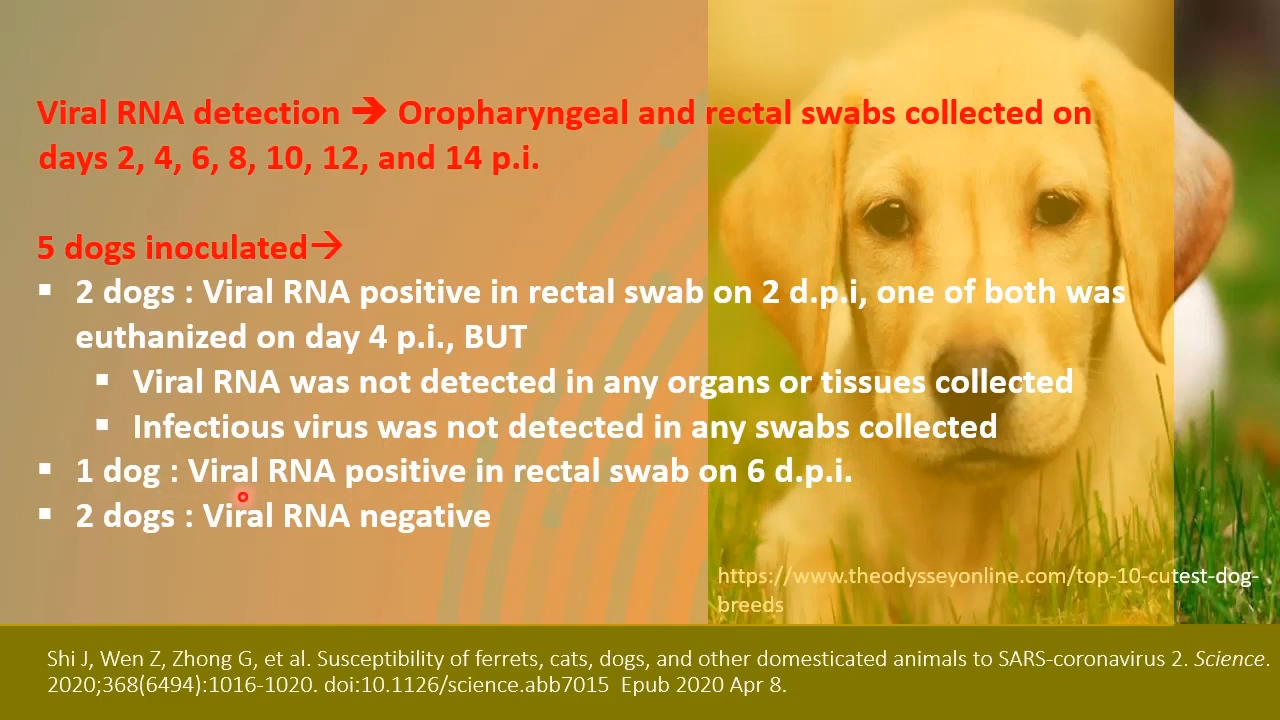 Viral RNA detection ➔ Oropharyngeal and rectal swabs collected on
days 2, 4, 6, 8, 10, 12, and 14 p.i.
5 dogs inoculated→
▪ 2 dogs : Viral RNA positive in rectal swab on 2 d.p.i, one of both was
euthanized on day 4 p.i., BUT
▪ Viral RNA was not detected in any organs or tissues collected
▪ Infectious virus was not detected in any swabs collected
▪ 1 dog : Viral RNA positive in rectal swab on 6 d.p.i.
▪ 2 dogs : Viral RNA negative
https://www.theodysseyonline.com/top-10-cutest-dog-
breeds
Shi J, Wen Z, Zhong G, et al. Susceptibility of ferrets, cats, dogs, and other domesticated animals to SARS-coronavirus 2. Science.
2020;368(6494):1016-1020. doi:10.1126/science.abb7015 Epub 2020 Apr 8.